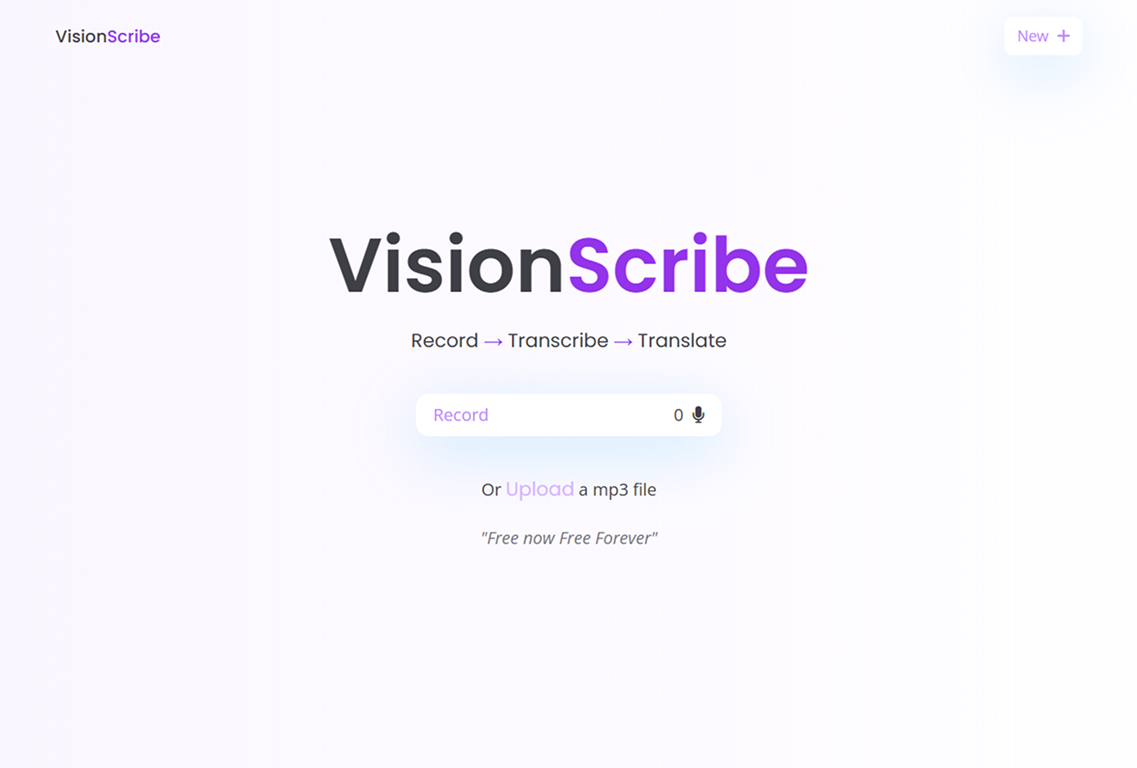 VisionScribe
New +
VisionScribe
Record → Transcribe → Translate
Record 0
Or Upload a mp3 file
"Free now Free Forever"